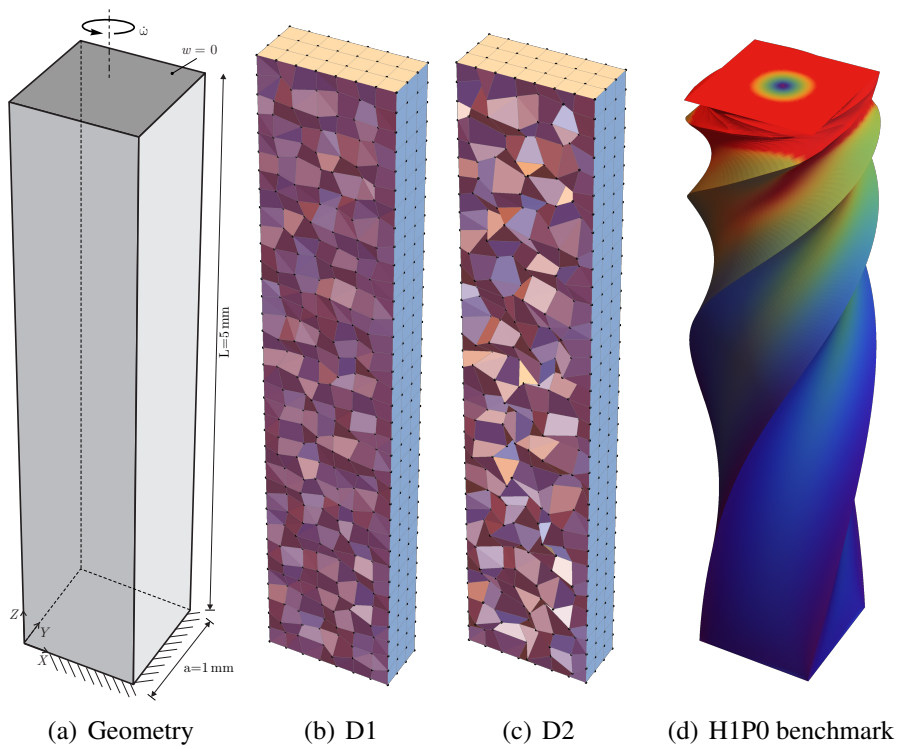 ω̇
w = 0
L=5 mm
Z
Y
X
a=1 mm
(a) Geometry
(b) D1
(c) D2
(d) H1P0 benchmark